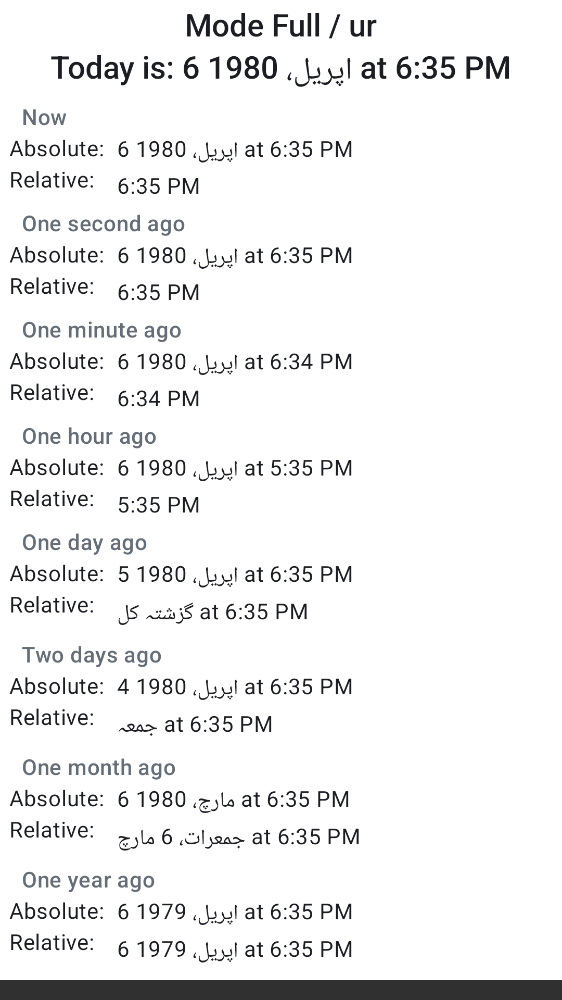 Mode Full / ur
Today is: 6 اپریل، 1980 at 6:35 PM
Now
Absolute: 6 اپریل، 1980 at 6:35 PM
Relative: 6:35 PM
One second ago
Absolute: 6 اپریل، 1980 at 6:35 PM
Relative: 6:35 PM
One minute ago
Absolute: 6 اپریل، 1980 at 6:34 PM
Relative: 6:34 PM
One hour ago
Absolute: 6 اپریل، 1980 at 5:35 PM
Relative: 5:35 PM
One day ago
Absolute: 5 اپریل، 1980 at 6:35 PM
Relative: گزشتہ کل at 6:35 PM
Two days ago
Absolute: 4 اپریل، 1980 at 6:35 PM
Relative: جمعہ at 6:35 PM
One month ago
Absolute: 6 مارچ، 1980 at 6:35 PM
Relative: جمعرات، 6 مارچ at 6:35 PM
One year ago
Absolute: 6 اپریل، 1979 at 6:35 PM
Relative: 6 اپریل، 1979 at 6:35 PM